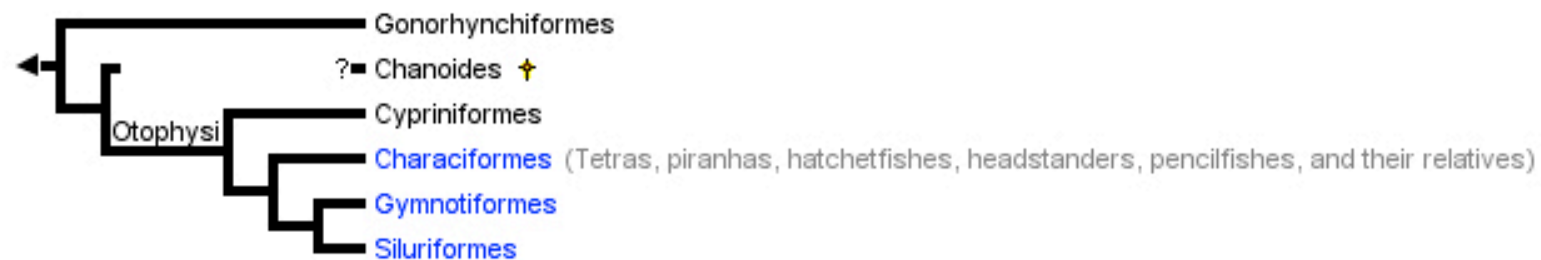 Gonorhynchiformes
? Chanoides †
Cypriniformes
Otophysi
Characiformes (Tetras, piranhas, hatchetfishes, headstanders, pencilfishes, and their relatives)
Gymnotiformes
Siluriformes